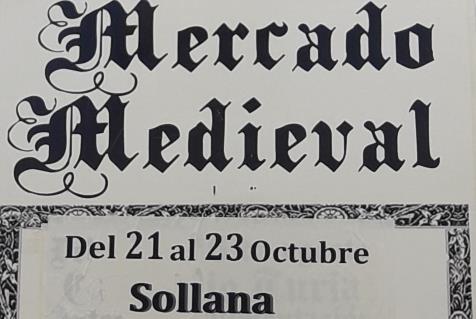 Mercado
Medieval
Del 21 al 23 Octubre
Sollana